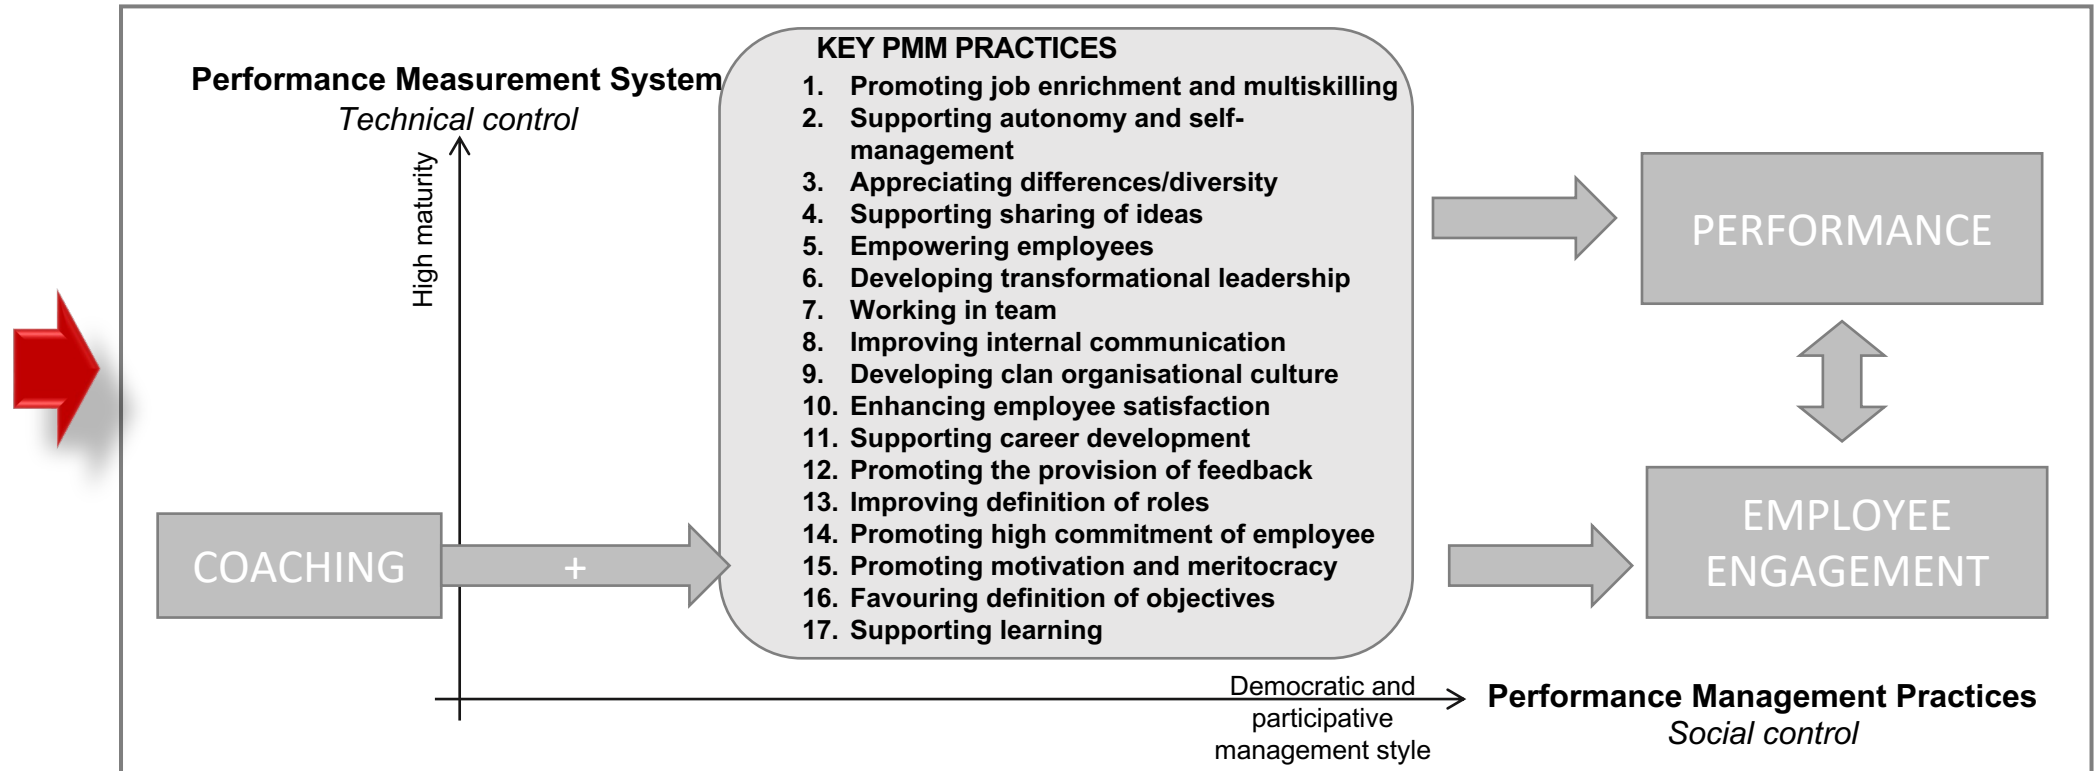 KEY PMM PRACTICES
Performance Measurement System
Technical control
High maturity
1. Promoting job enrichment and multiskilling
2. Supporting autonomy and self-
management
3. Appreciating differences/diversity
4. Supporting sharing of ideas
5. Empowering employees
6. Developing transformational leadership
7. Working in team
8. Improving internal communication
9. Developing clan organisational culture
10. Enhancing employee satisfaction
11. Supporting career development
12. Promoting the provision of feedback
13. Improving definition of roles
14. Promoting high commitment of employee
15. Promoting motivation and meritocracy
16. Favouring definition of objectives
17. Supporting learning
COACHING
+
PERFORMANCE
EMPLOYEE
ENGAGEMENT
Democratic and
participative
management style
Performance Management Practices
Social control